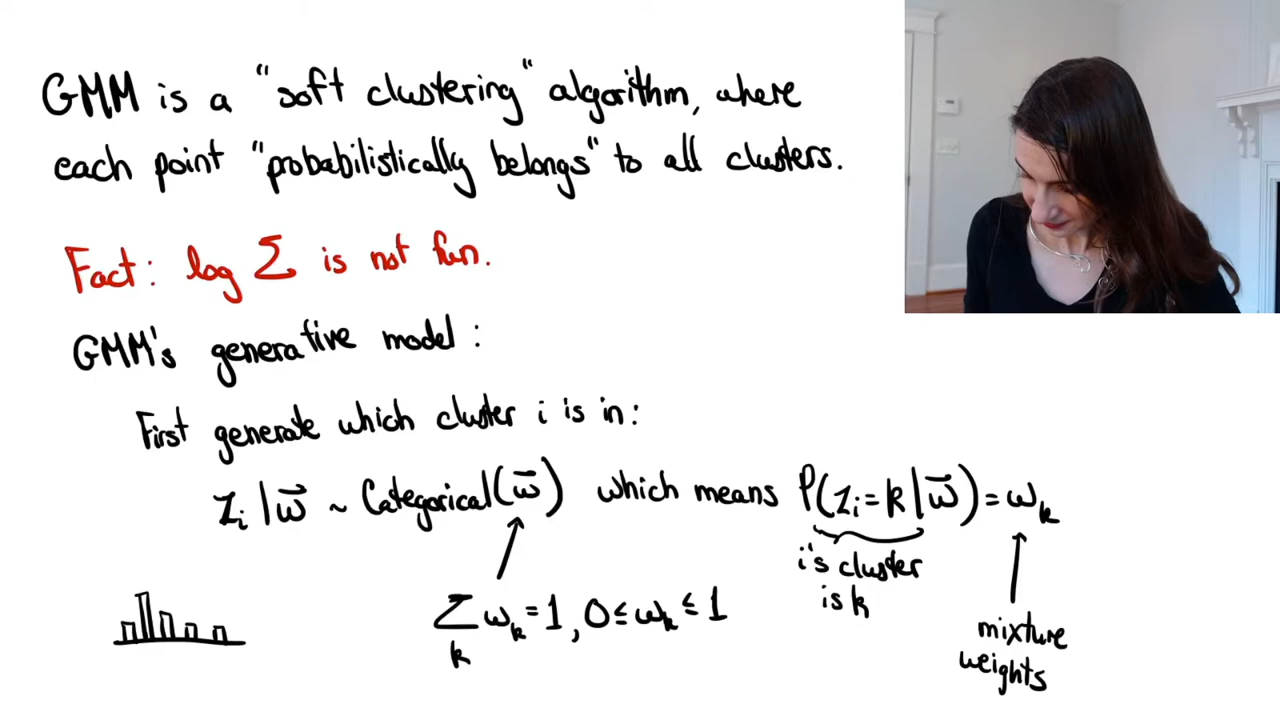 GMM is a "soft clustering" algorithm, where
each point "probabilistically belongs" to all clusters.
Fact: log Σ is not fun.
GMM's generative model:
First generate which cluster i is in:
z_i | w⃗ ~ Categorical(w⃗) which means P(z_i = k | w⃗) = w_k
i's cluster
is k
Σ_k w_k = 1, 0 ≤ w_k ≤ 1
mixture
weights